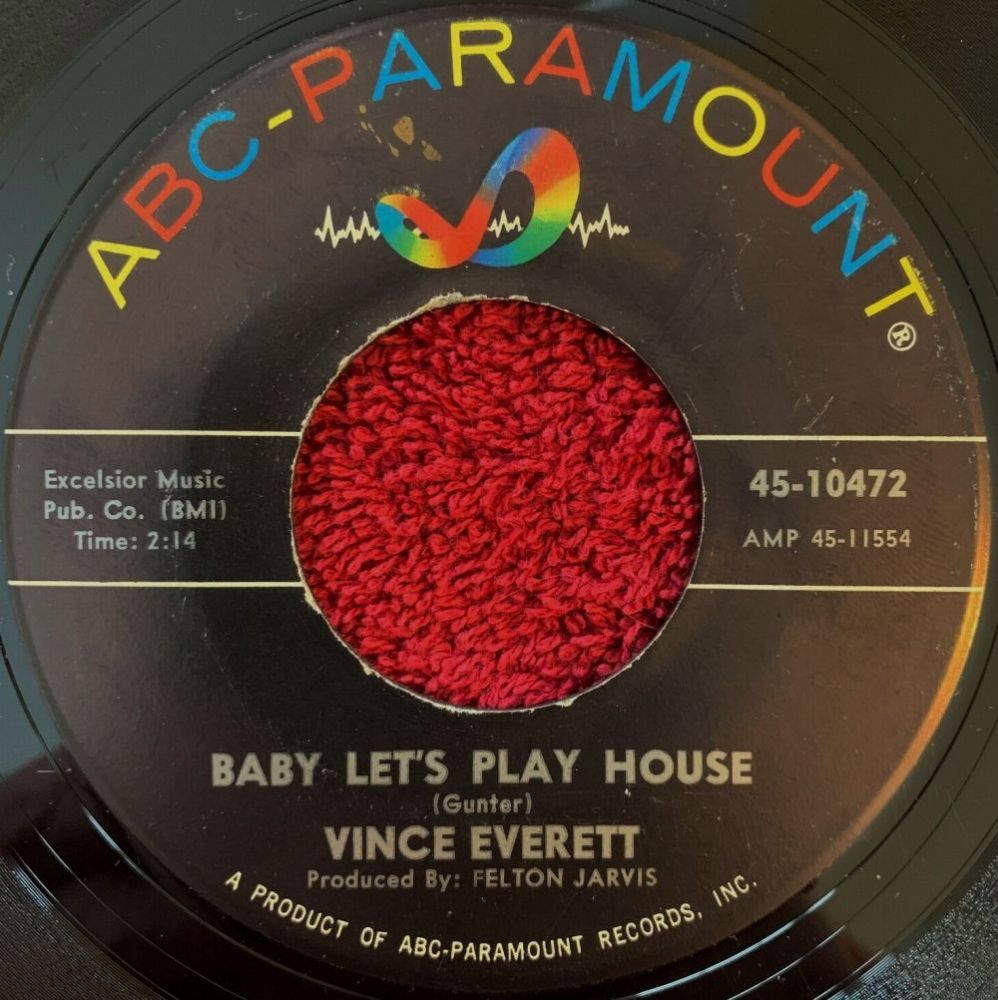 ABC-PARAMOUNT®
Excelsior Music
Pub. Co. (BMI)
Time: 2:14
45-10472
AMP 45-11554
BABY LET'S PLAY HOUSE
(Gunter)
VINCE EVERETT
Produced By: FELTON JARVIS
A PRODUCT OF ABC-PARAMOUNT RECORDS, INC.